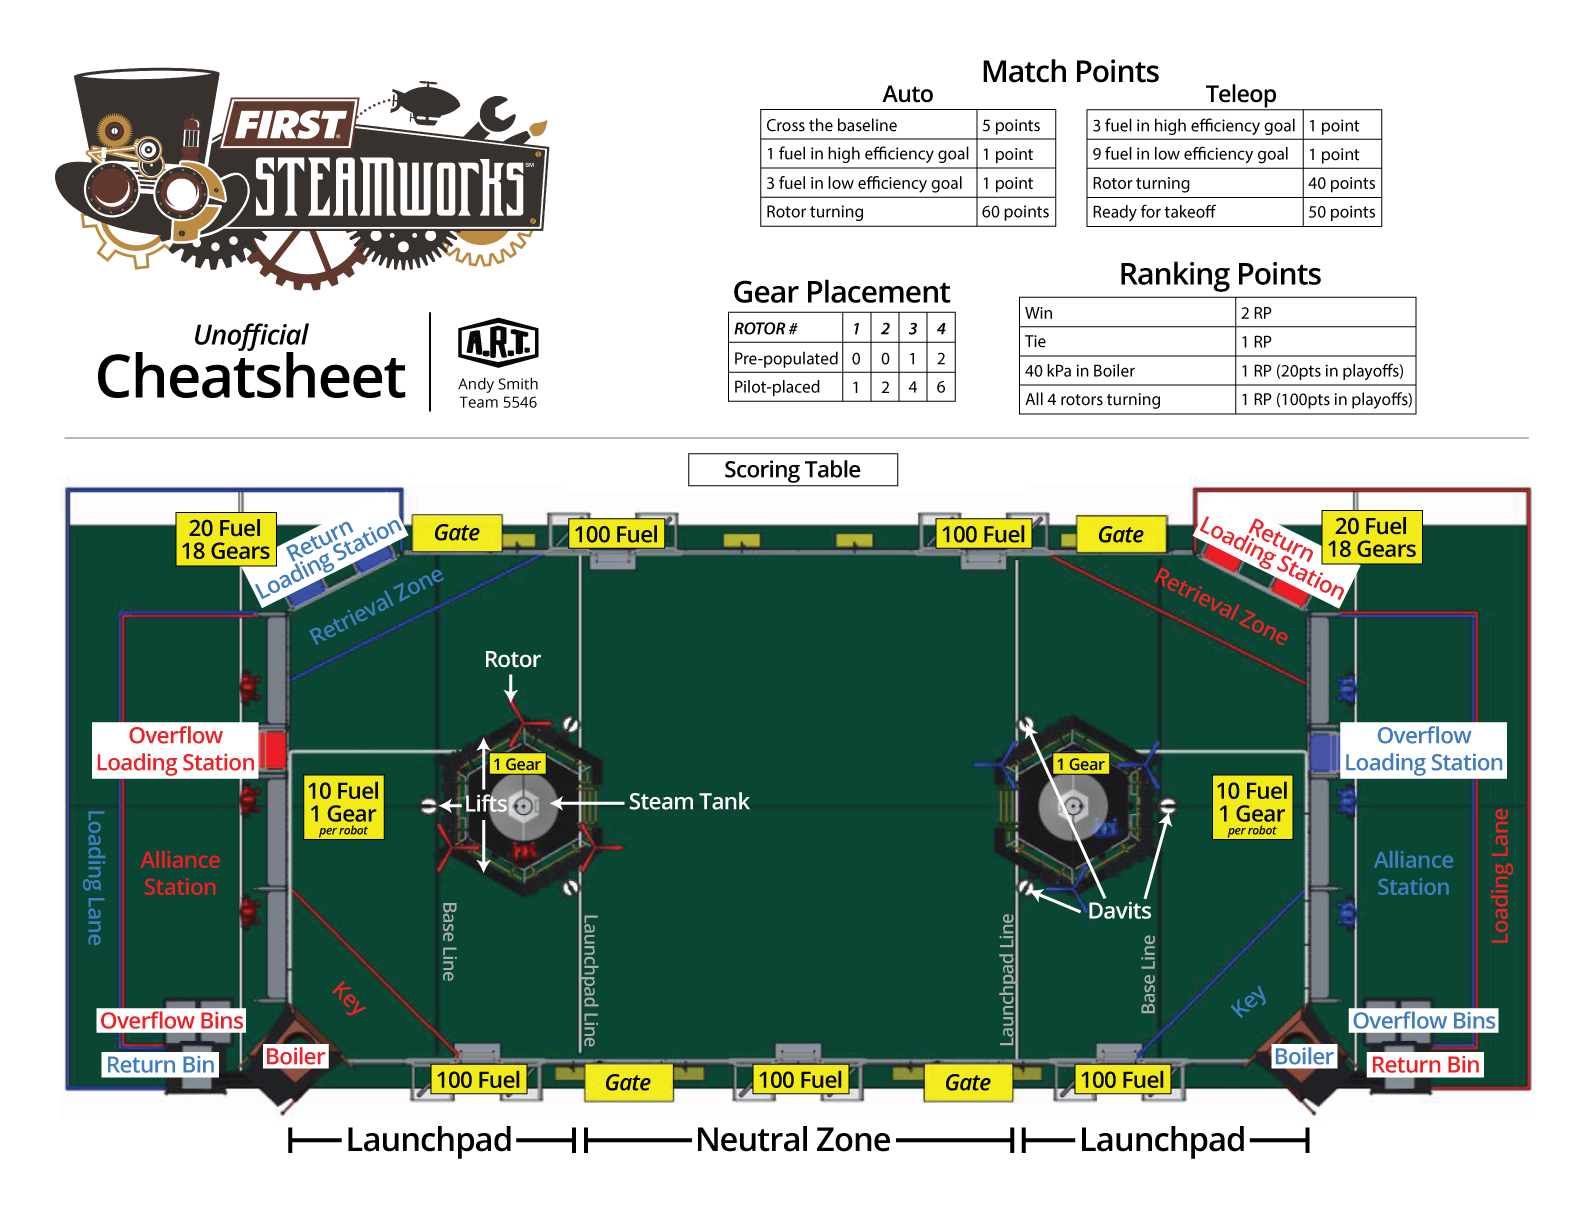 FIRST
STEAMWORKS
SM
Unofficial
Cheatsheet
A.R.T.
Andy Smith
Team 5546
Match Points
Auto
Cross the baseline 5 points
1 fuel in high efficiency goal 1 point
3 fuel in low efficiency goal 1 point
Rotor turning 60 points
Teleop
3 fuel in high efficiency goal 1 point
9 fuel in low efficiency goal 1 point
Rotor turning 40 points
Ready for takeoff 50 points
Gear Placement
ROTOR # 1 2 3 4
Pre-populated 0 0 1 2
Pilot-placed 1 2 4 6
Ranking Points
Win 2 RP
Tie 1 RP
40 kPa in Boiler 1 RP (20pts in playoffs)
All 4 rotors turning 1 RP (100pts in playoffs)
Scoring Table
20 Fuel
18 Gears
Return
Loading Station
Gate
100 Fuel
100 Fuel
Gate
Return
Loading Station
20 Fuel
18 Gears
Retrieval Zone
Retrieval Zone
Rotor
Overflow
Loading Station
1 Gear
1 Gear
Overflow
Loading Station
10 Fuel
1 Gear
per robot
Lifts
Steam Tank
10 Fuel
1 Gear
per robot
Loading Lane
Alliance
Station
Alliance
Station
Loading Lane
Davits
Base Line
Launchpad Line
Launchpad Line
Base Line
Key
Key
Overflow Bins
Return Bin
Boiler
Boiler
Overflow Bins
Return Bin
100 Fuel
Gate
100 Fuel
Gate
100 Fuel
Launchpad
Neutral Zone
Launchpad